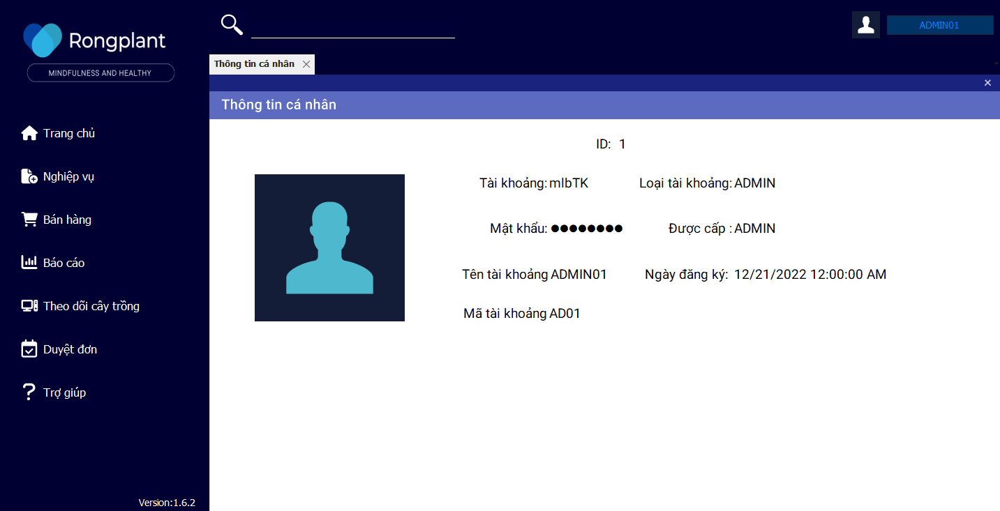 Rongplant
MINDFULNESS AND HEALTHY
Trang chủ
Nghiệp vụ
Bán hàng
Báo cáo
Theo dõi cây trồng
Duyệt đơn
Trợ giúp
Version:1.6.2
ADMIN01
Thông tin cá nhân
Thông tin cá nhân
ID: 1
Tài khoảng: mlbTK Loại tài khoảng: ADMIN
Mật khẩu: ●●●●●●●● Được cấp : ADMIN
Tên tài khoảng ADMIN01 Ngày đăng ký: 12/21/2022 12:00:00 AM
Mã tài khoảng AD01